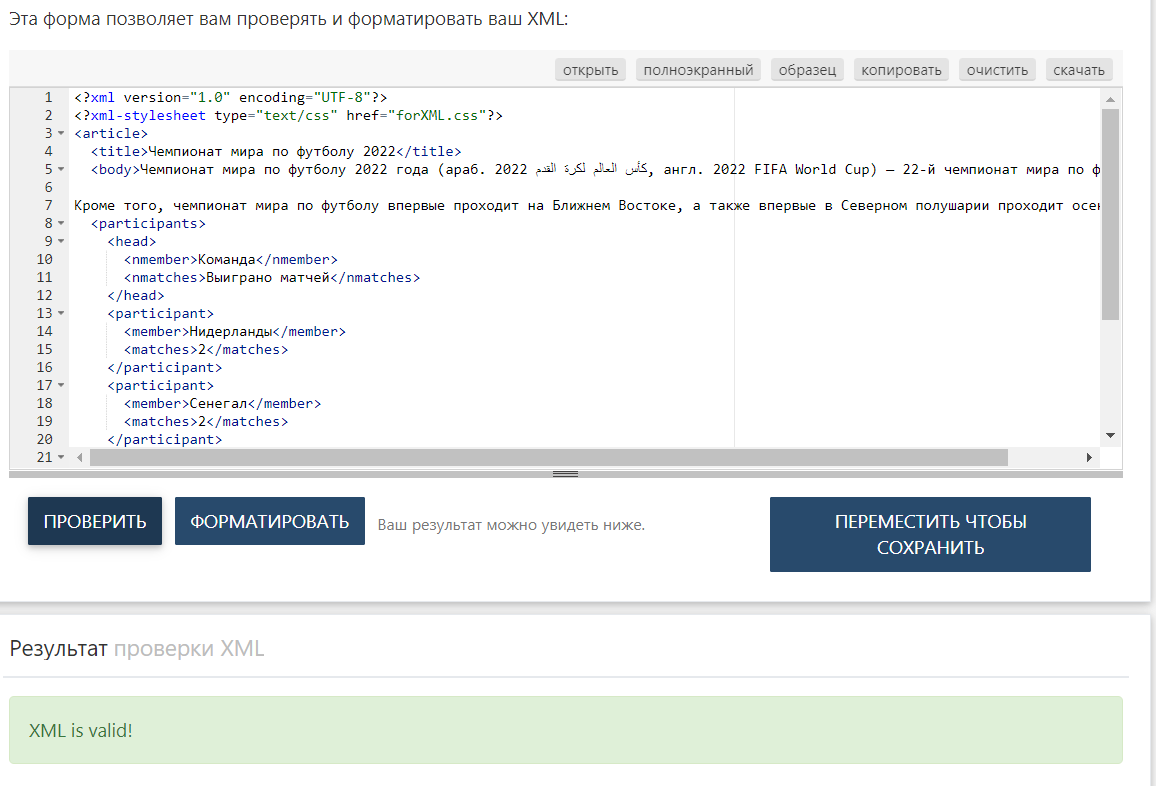 Эта форма позволяет вам проверять и форматировать ваш XML:
открыть полноэкранный образец копировать очистить скачать
1 <?xml version="1.0" encoding="UTF-8"?>
2 <?xml-stylesheet type="text/css" href="forXML.css"?>
3 <article>
4 <title>Чемпионат мира по футболу 2022</title>
5 <body>Чемпионат мира по футболу 2022 года (араб. 2022 كأس العالم لكرة القدم, англ. 2022 FIFA World Cup) — 22-й чемпионат мира по ф
6
7 Кроме того, чемпионат мира по футболу впервые проходит на Ближнем Востоке, а также впервые в Северном полушарии проходит осен
8 <participants>
9 <head>
10 <nmember>Команда</nmember>
11 <nmatches>Выиграно матчей</nmatches>
12 </head>
13 <participant>
14 <member>Нидерланды</member>
15 <matches>2</matches>
16 </participant>
17 <participant>
18 <member>Сенегал</member>
19 <matches>2</matches>
20 </participant>
21
ПРОВЕРИТЬ ФОРМАТИРОВАТЬ Ваш результат можно увидеть ниже. ПЕРЕМЕСТИТЬ ЧТОБЫ
СОХРАНИТЬ
Результат проверки XML
XML is valid!